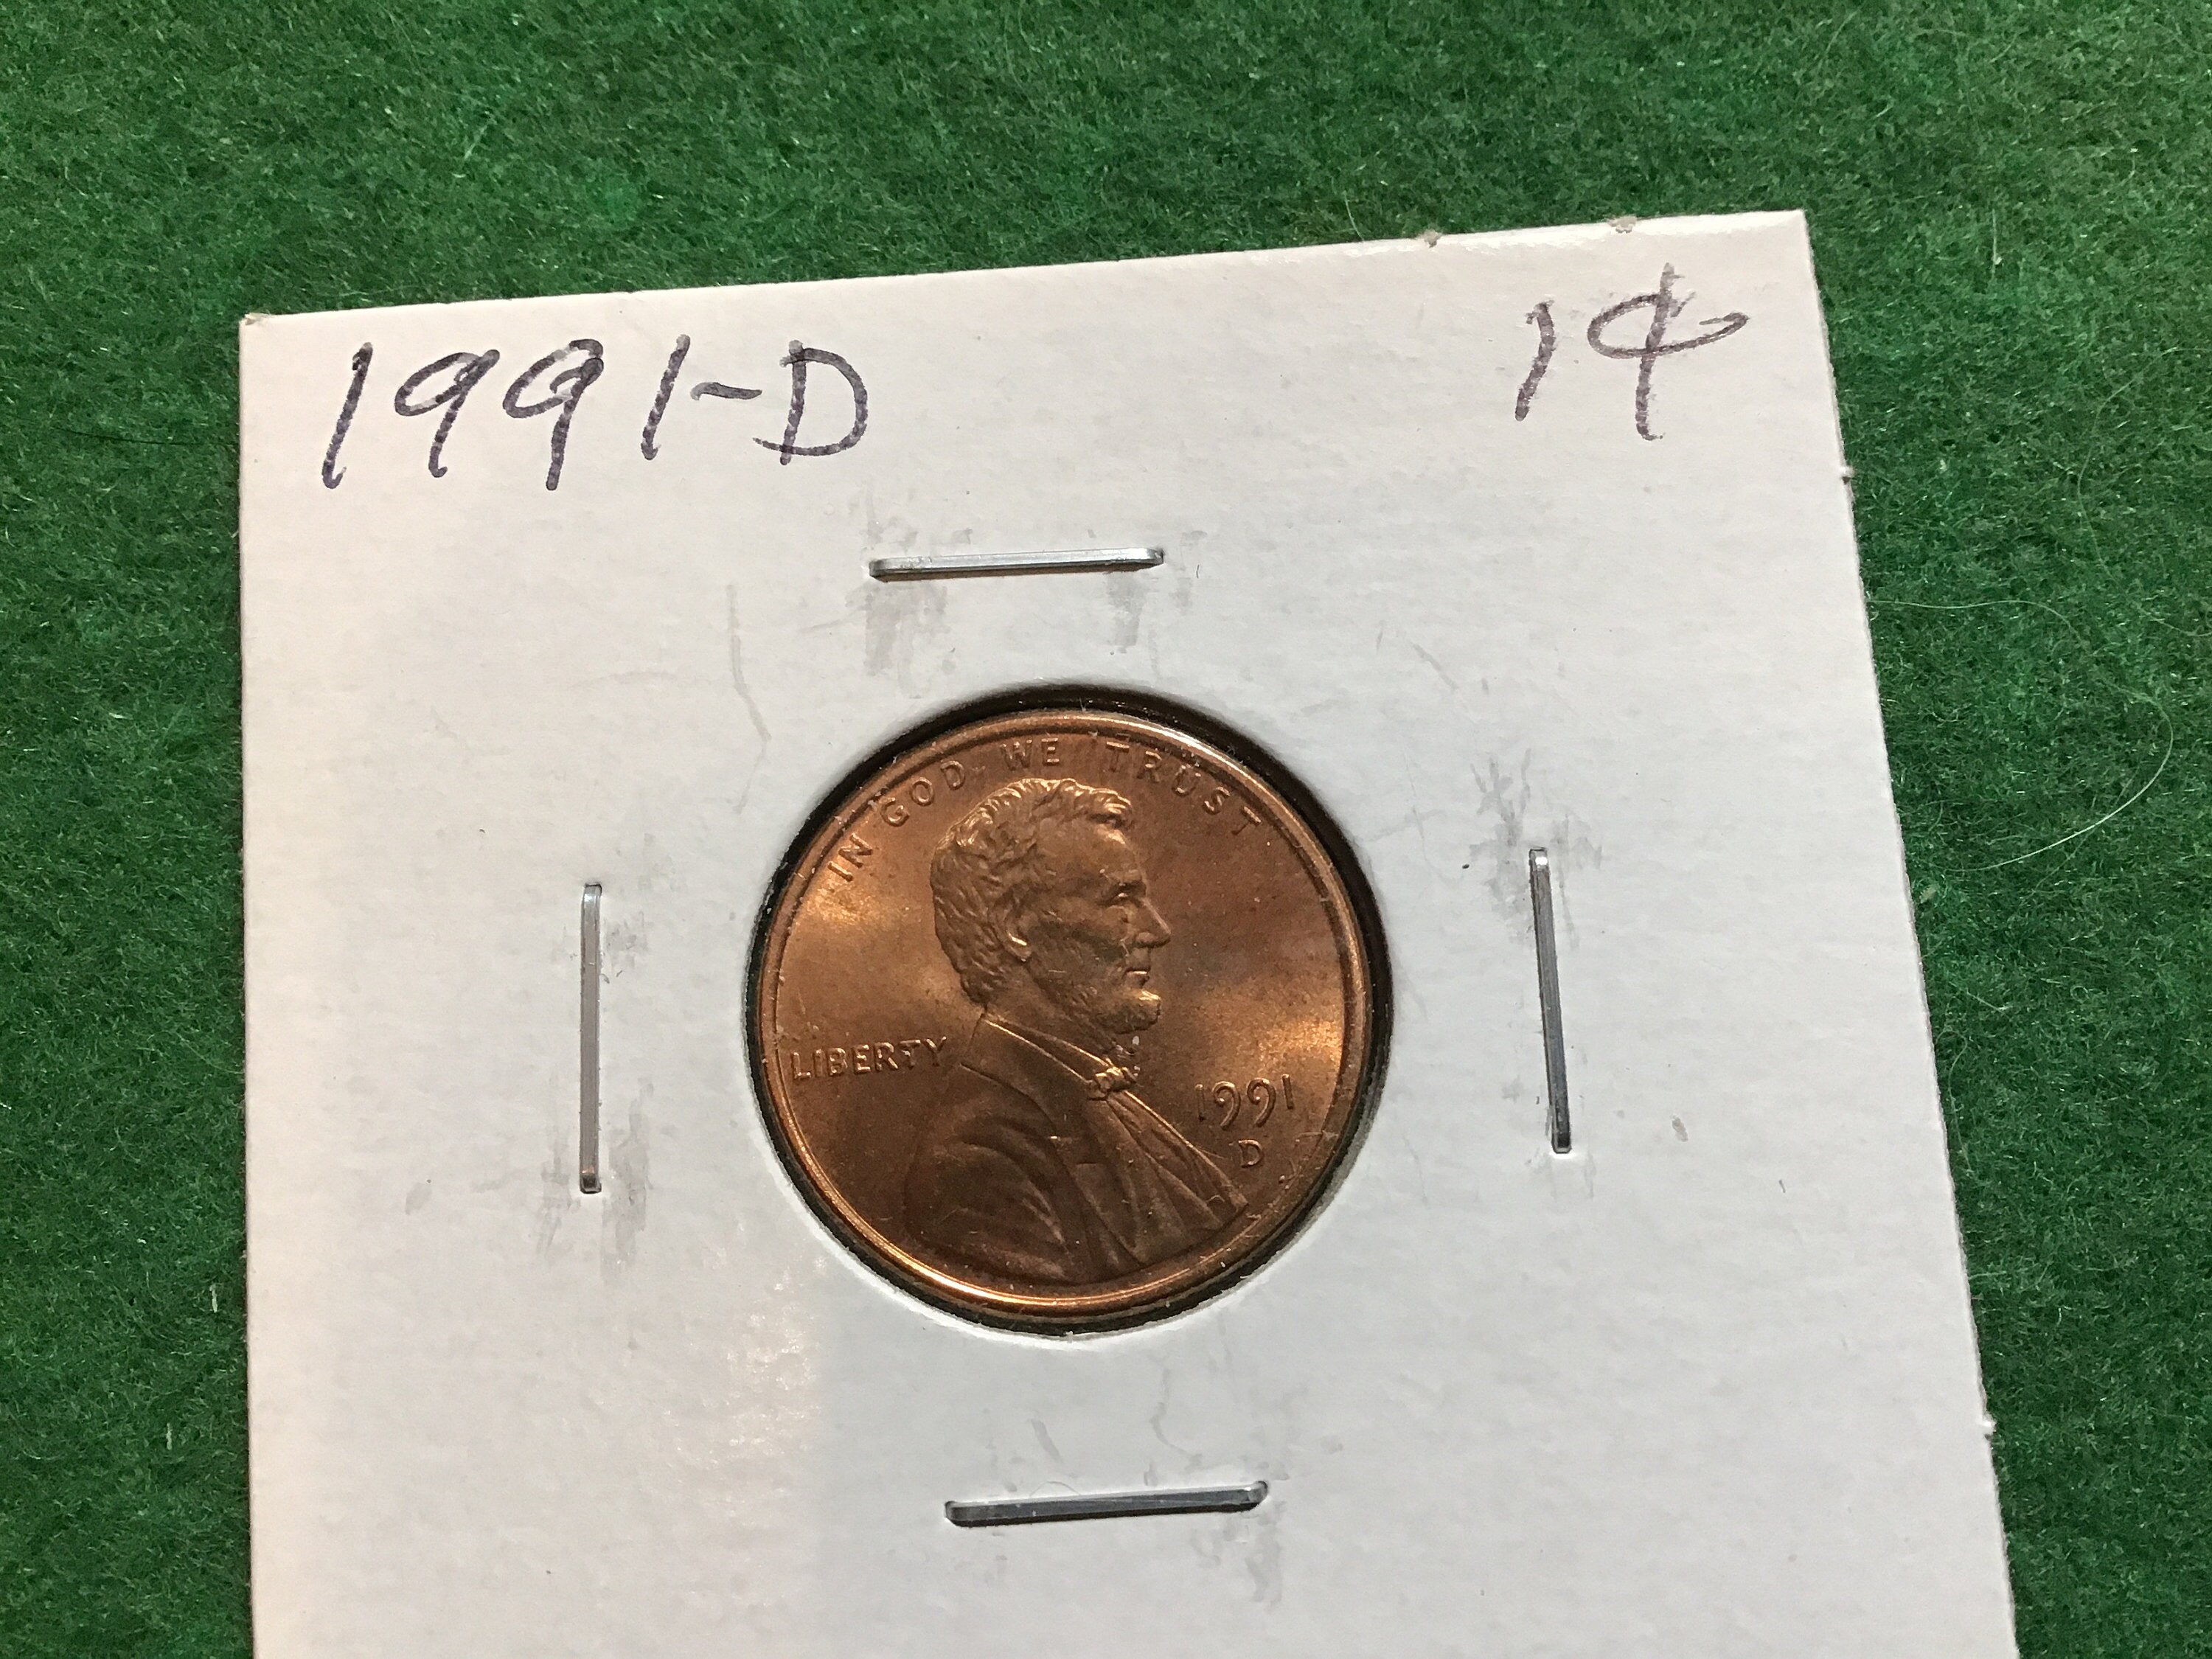 1991-D 1¢
IN GOD WE TRUST
LIBERTY
1991
D